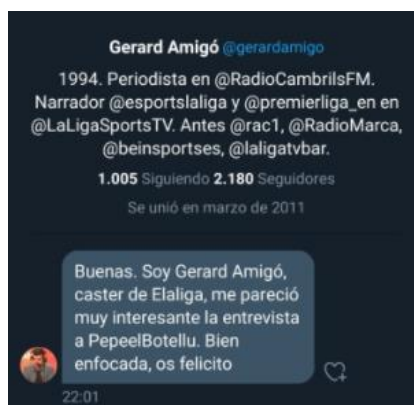 Gerard Amigó @gerardamigo
1994. Periodista en @RadioCambrilsFM.
Narrador @esportslaliga y @premierliga_en en
@LaLigaSportsTV. Antes @rac1, @RadioMarca,
@beinsportses, @laligatvbar.
1.005 Siguiendo 2.180 Seguidores
Se unió en marzo de 2011
Buenas. Soy Gerard Amigó,
caster de Elaliga, me pareció
muy interesante la entrevista
a PepeelBotellu. Bien
enfocada, os felicito
22:01